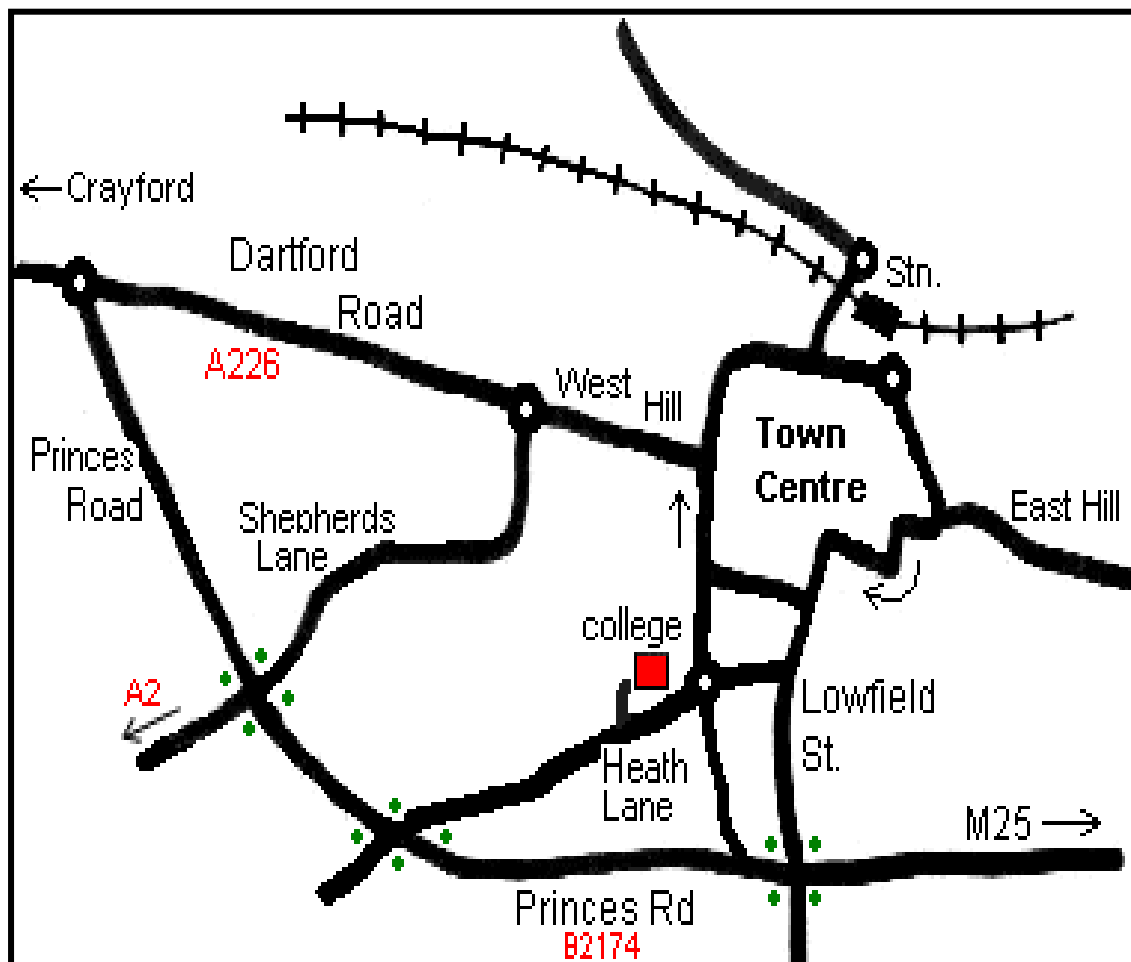 Crayford
Stn.
Dartford
Road
A226
West
Hill
Town
Centre
Princes
Road
East Hill
Shepherds
Lane
college
A2
Lowfield
St.
Heath
Lane
M25
Princes Rd
B2174